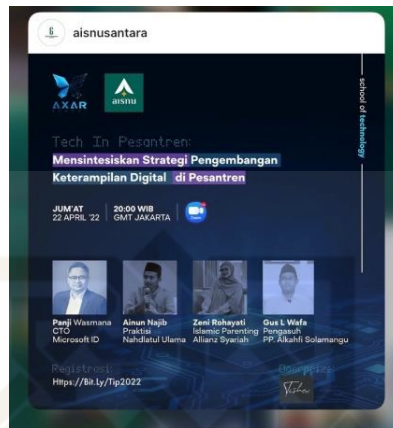 aisnusantara
AXAR
aisnu
school of technology
Tech In Pesantren:
Mensintesiskan Strategi Pengembangan
Keterampilan Digital di Pesantren
JUM'AT
22 APRIL '22
20:00 WIB
GMT JAKARTA
zoom
Panji Wasmana
CTO
Microsoft ID
Ainun Najib
Praktisi
Nahdlatul Ulama
Zeni Rohayati
Islamic Parenting
Allianz Syariah
Gus L Wafa
Pengasuh
PP. Alkahfi Solamangu
Registrasi:
Https://Bit.Ly/Tip2022